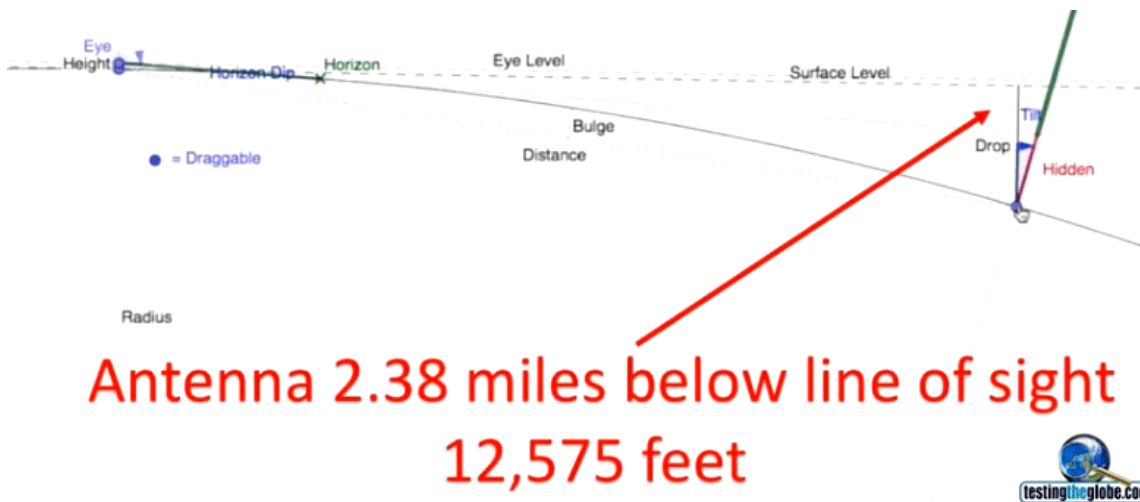 Eye
Height
Horizon Dip
Horizon
Eye Level
Surface Level
Tilt
Bulge
Drop
Distance
= Draggable
Hidden
Radius
Antenna 2.38 miles below line of sight
12,575 feet
testingtheglobe.co